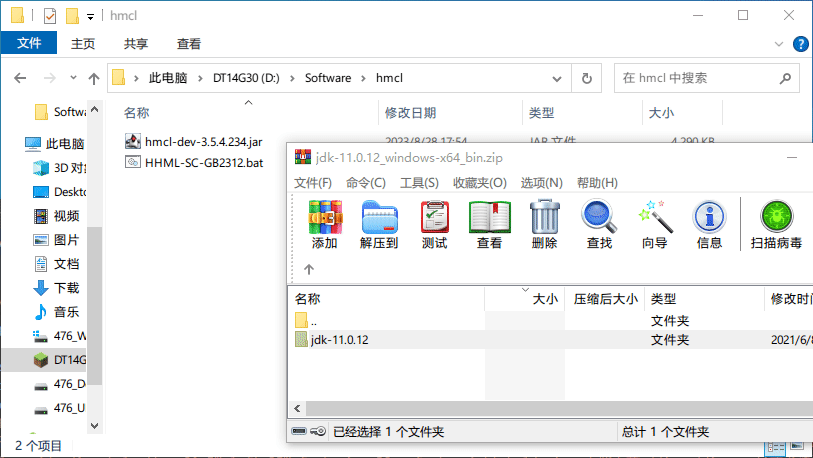 hmcl
文件 主页 共享 查看
此电脑 DT14G30 (D:) Software hmcl 在 hmcl 中搜索
名称 修改日期 类型 大小
Softwa
此电脑
3D 对
Deskto
视频
图片
文档
下载
音乐
476_W
DT14G
476_D
476_U
hmcl-dev-3.5.4.234.jar 2023/8/28 17:54 JAR 文件 4,290 KB
HHML-SC-GB2312.bat
jdk-11.0.12_windows-x64_bin.zip
文件(F) 命令(C) 工具(S) 收藏夹(O) 选项(N) 帮助(H)
添加 解压到 测试 查看 删除 查找 向导 信息 扫描病毒
名称 大小 压缩后大小 类型 修改时间
.. 文件夹
jdk-11.0.12 文件夹 2021/6/8
已经选择 1 个文件夹 总计 1 个文件夹
2 个项目